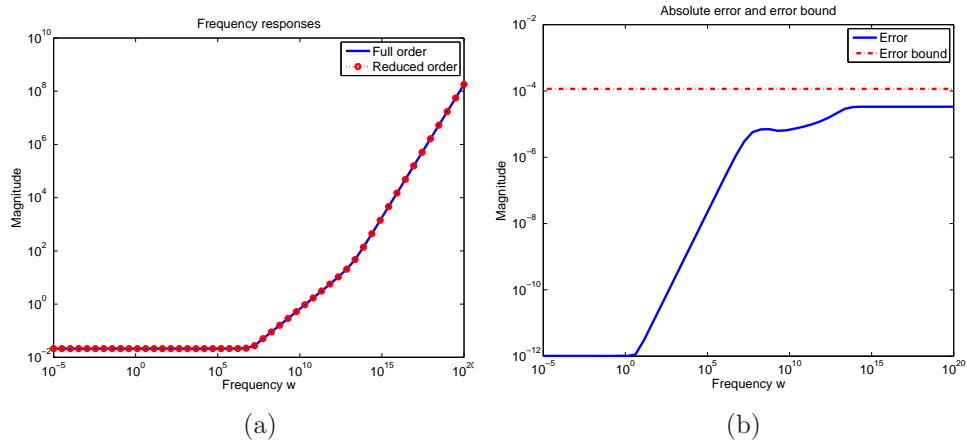 Frequency responses
10^10
10^8
10^6
10^4
10^2
10^0
10^−2
Magnitude
Full order
Reduced order
10^−5
10^0
10^5
10^10
10^15
10^20
Frequency w
(a)
Absolute error and error bound
10^−2
10^−4
10^−6
10^−8
10^−10
10^−12
Magnitude
Error
Error bound
10^−5
10^0
10^5
10^10
10^15
10^20
Frequency w
(b)